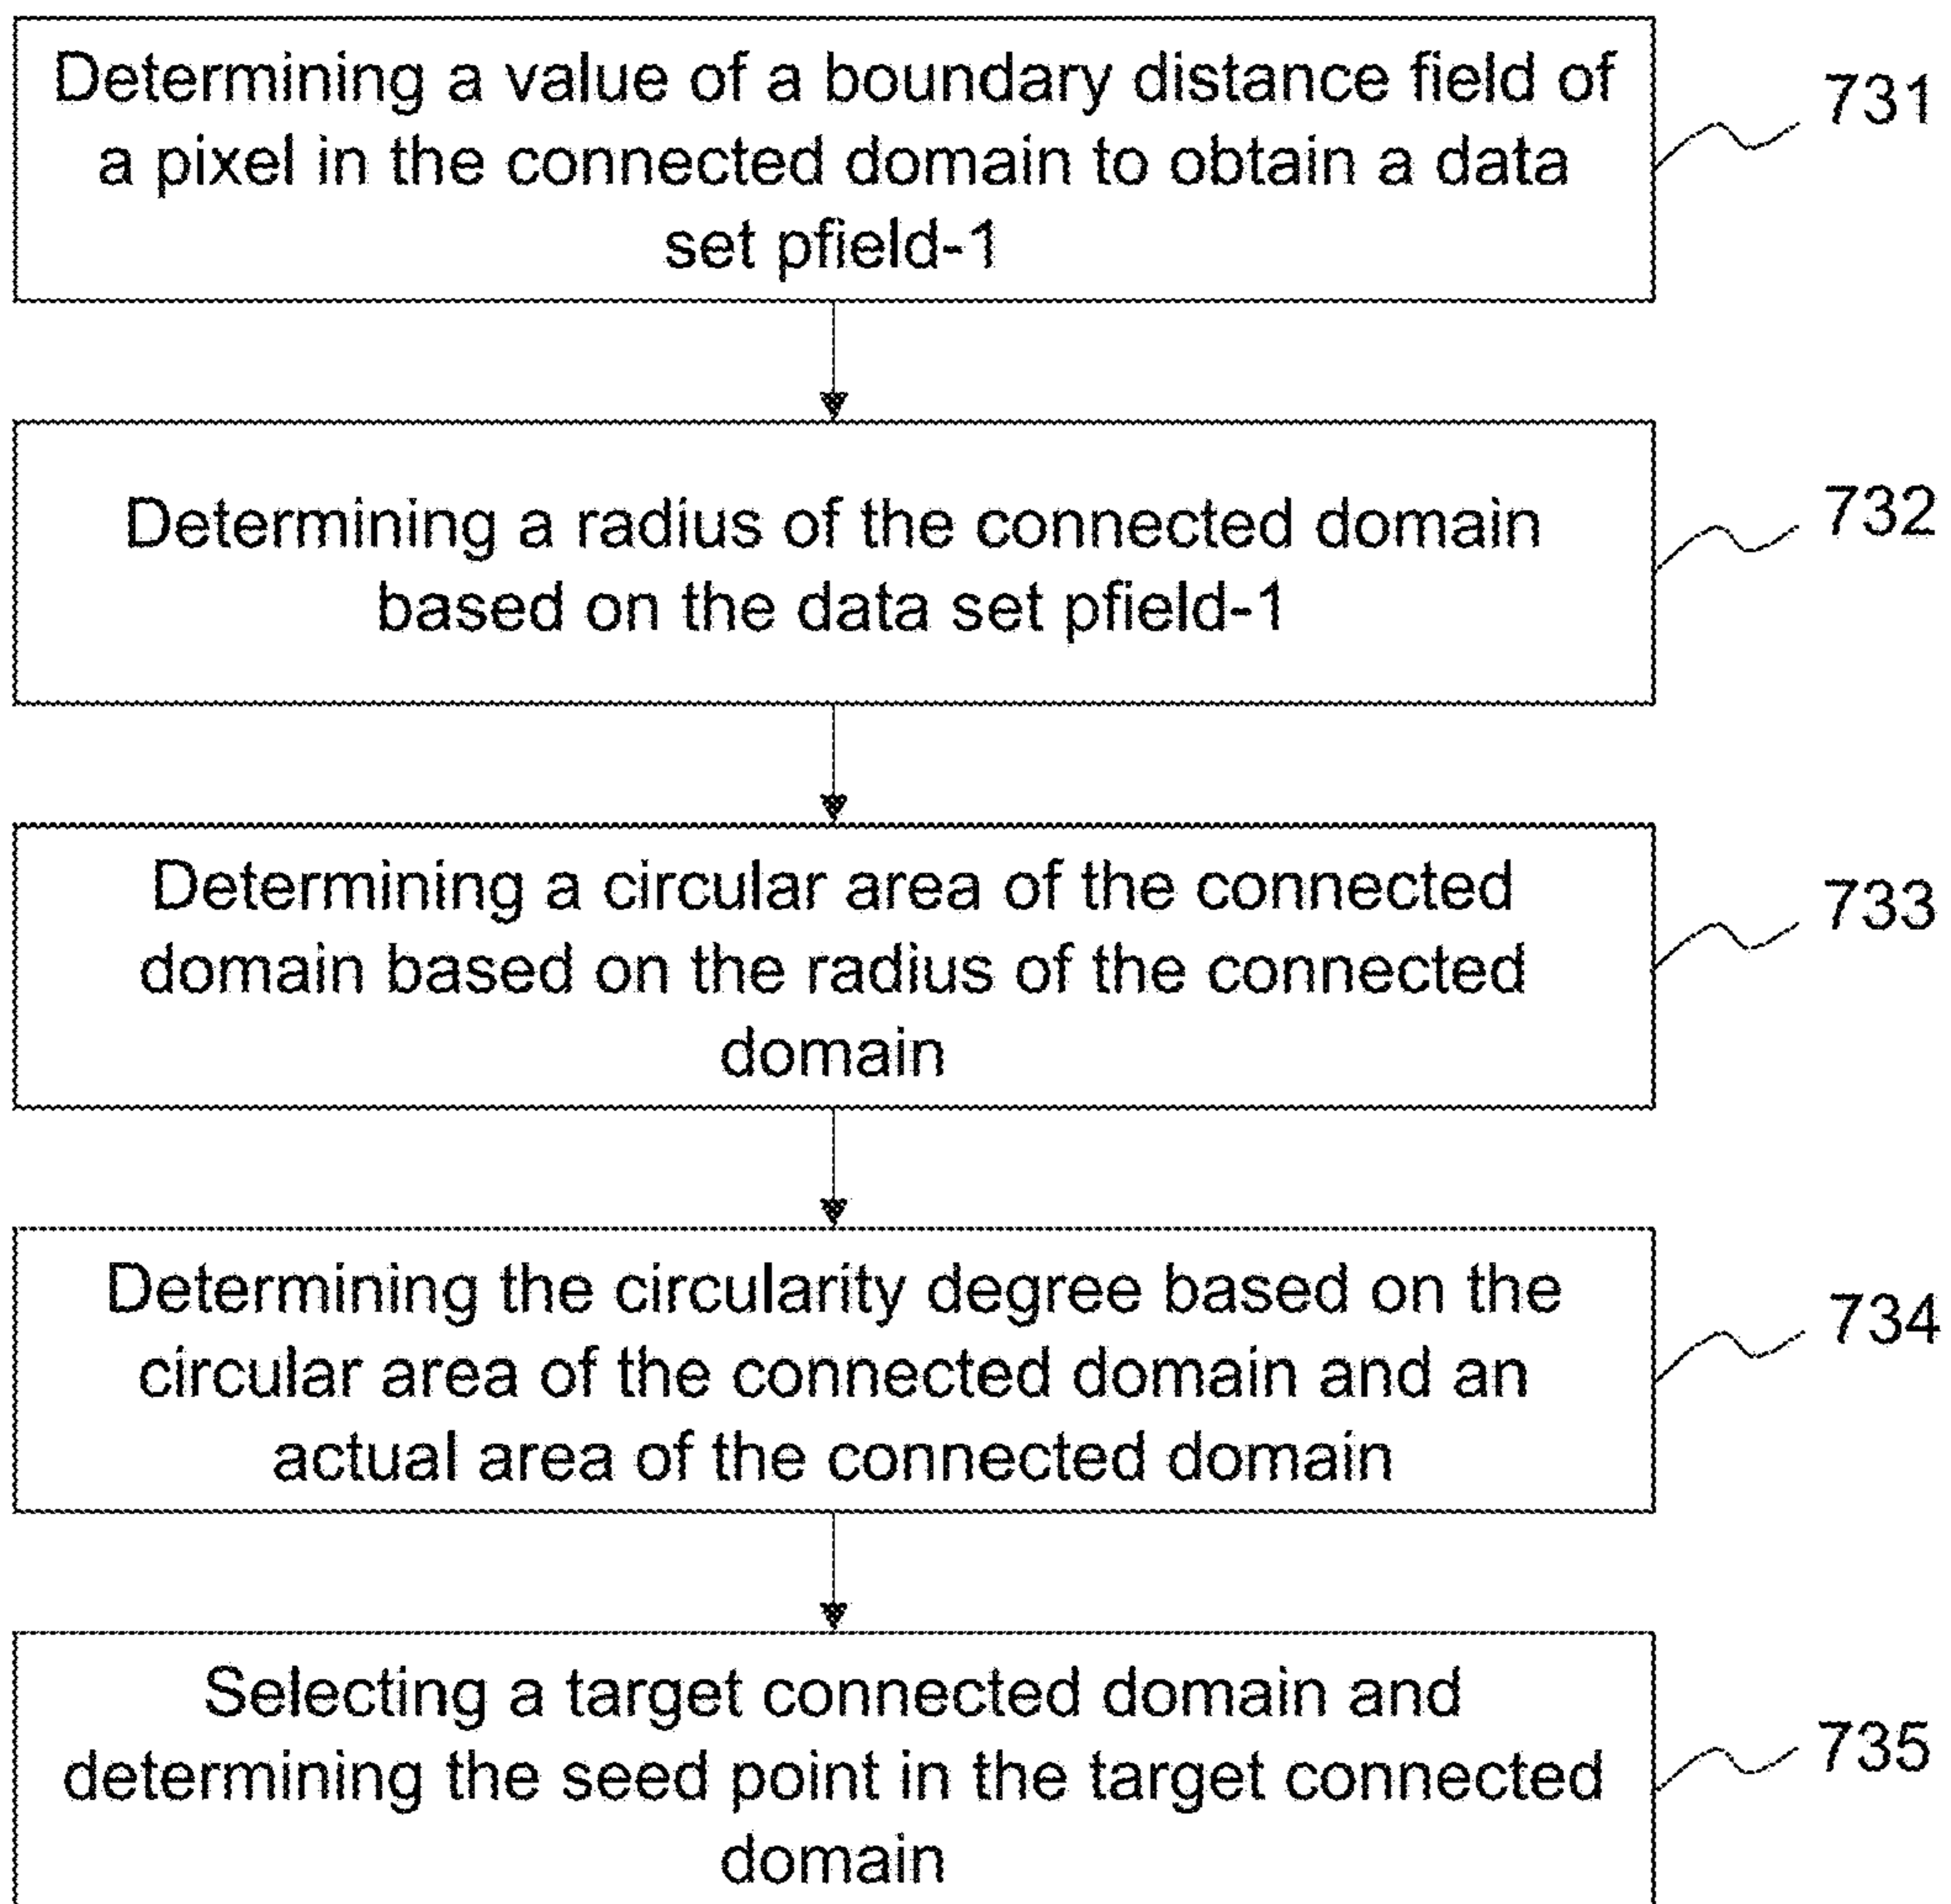 Determining a value of a boundary distance field of
a pixel in the connected domain to obtain a data
set pfield-1
731
Determining a radius of the connected domain
based on the data set pfield-1
732
Determining a circular area of the connected
domain based on the radius of the connected
domain
733
Determining the circularity degree based on the
circular area of the connected domain and an
actual area of the connected domain
734
Selecting a target connected domain and
determining the seed point in the target connected
domain
735